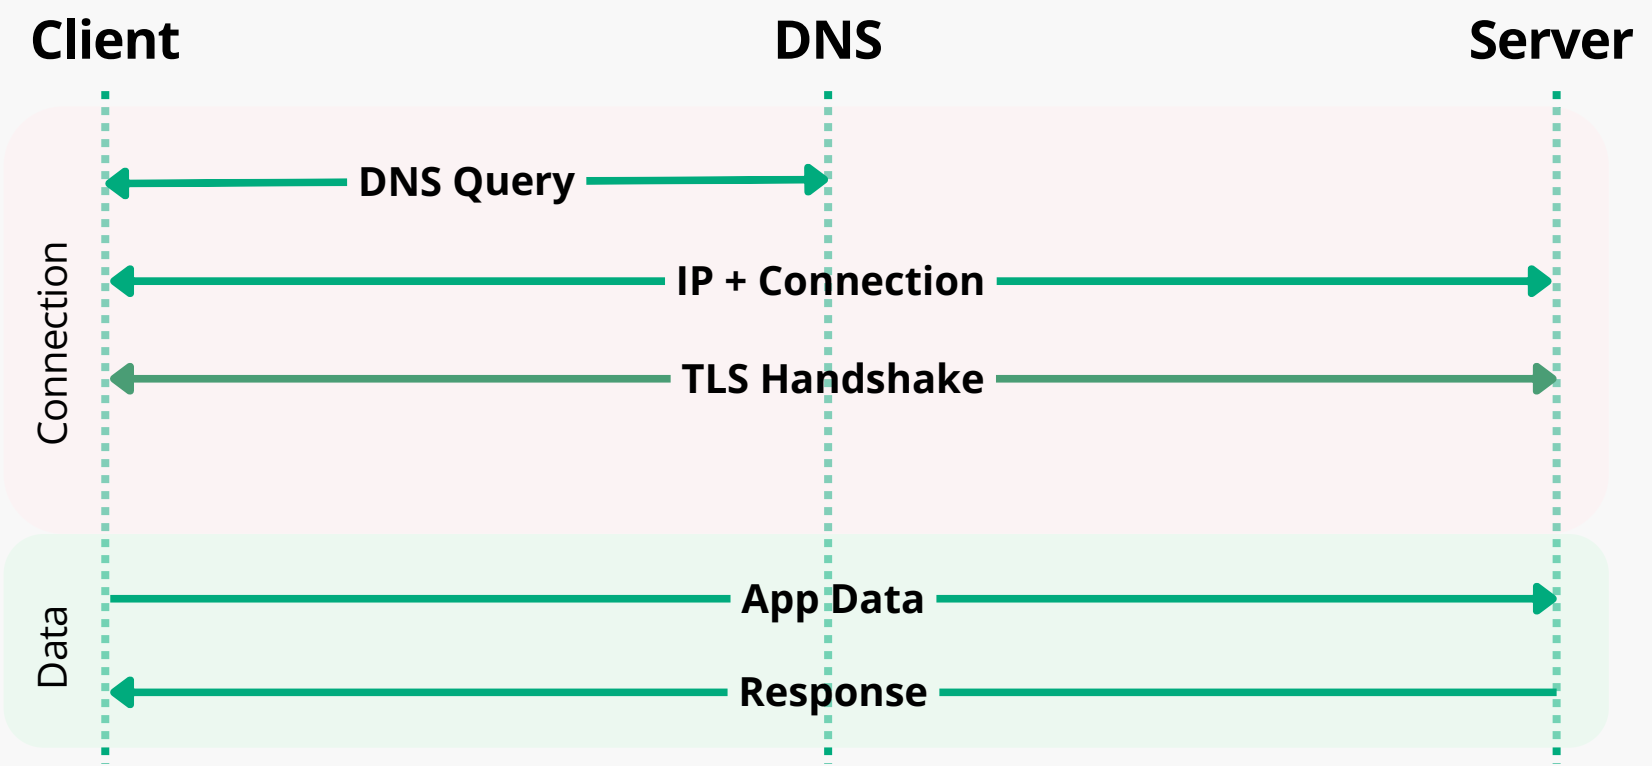 Client
DNS
Server
Connection
DNS Query
IP + Connection
TLS Handshake
Data
App Data
Response